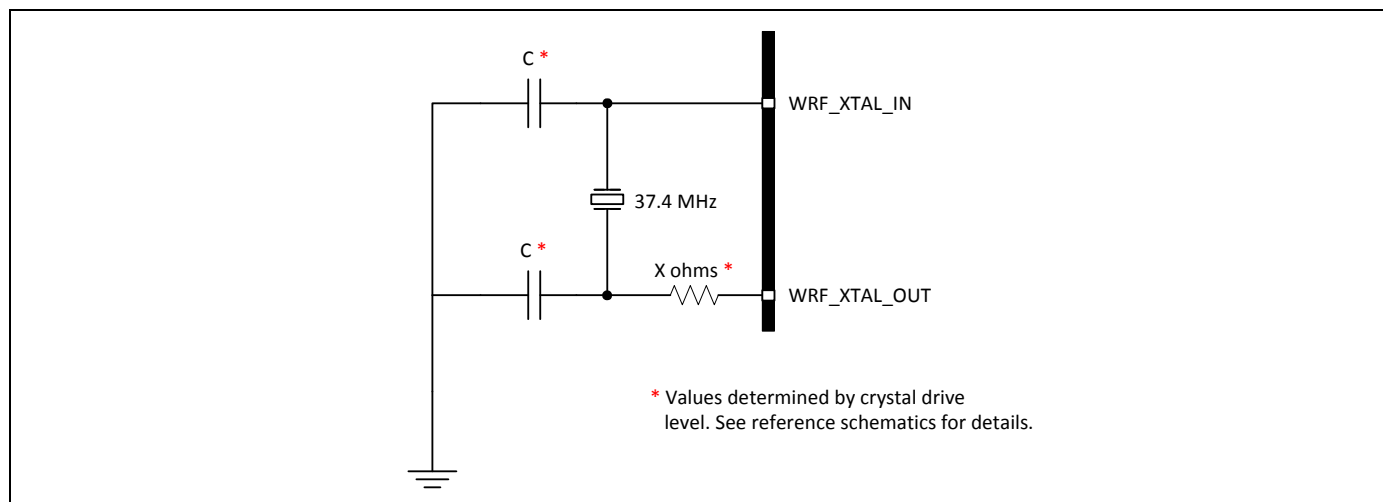 C *
WRF_XTAL_IN
37.4 MHz
C *
X ohms *
WRF_XTAL_OUT
* Values determined by crystal drive
level. See reference schematics for details.